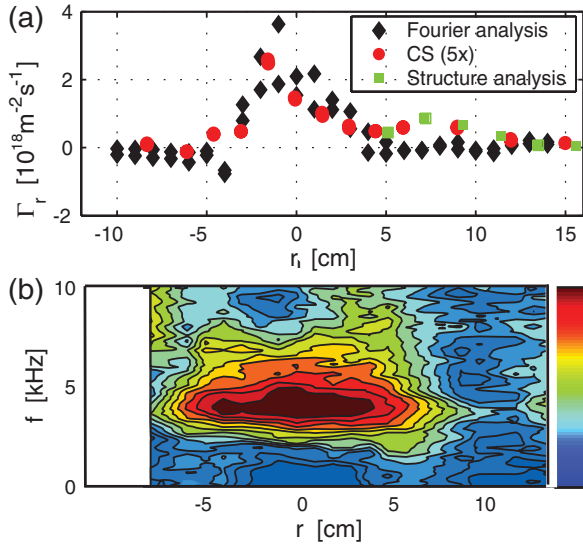 (a)
Fourier analysis
CS (5x)
Structure analysis
4
2
0
-2
Γr [10^18 m^-2 s^-1]
-10 -5 0 5 10 15
r [cm]
(b)
10
5
0
f [kHz]
-5 0 5 10
r [cm]